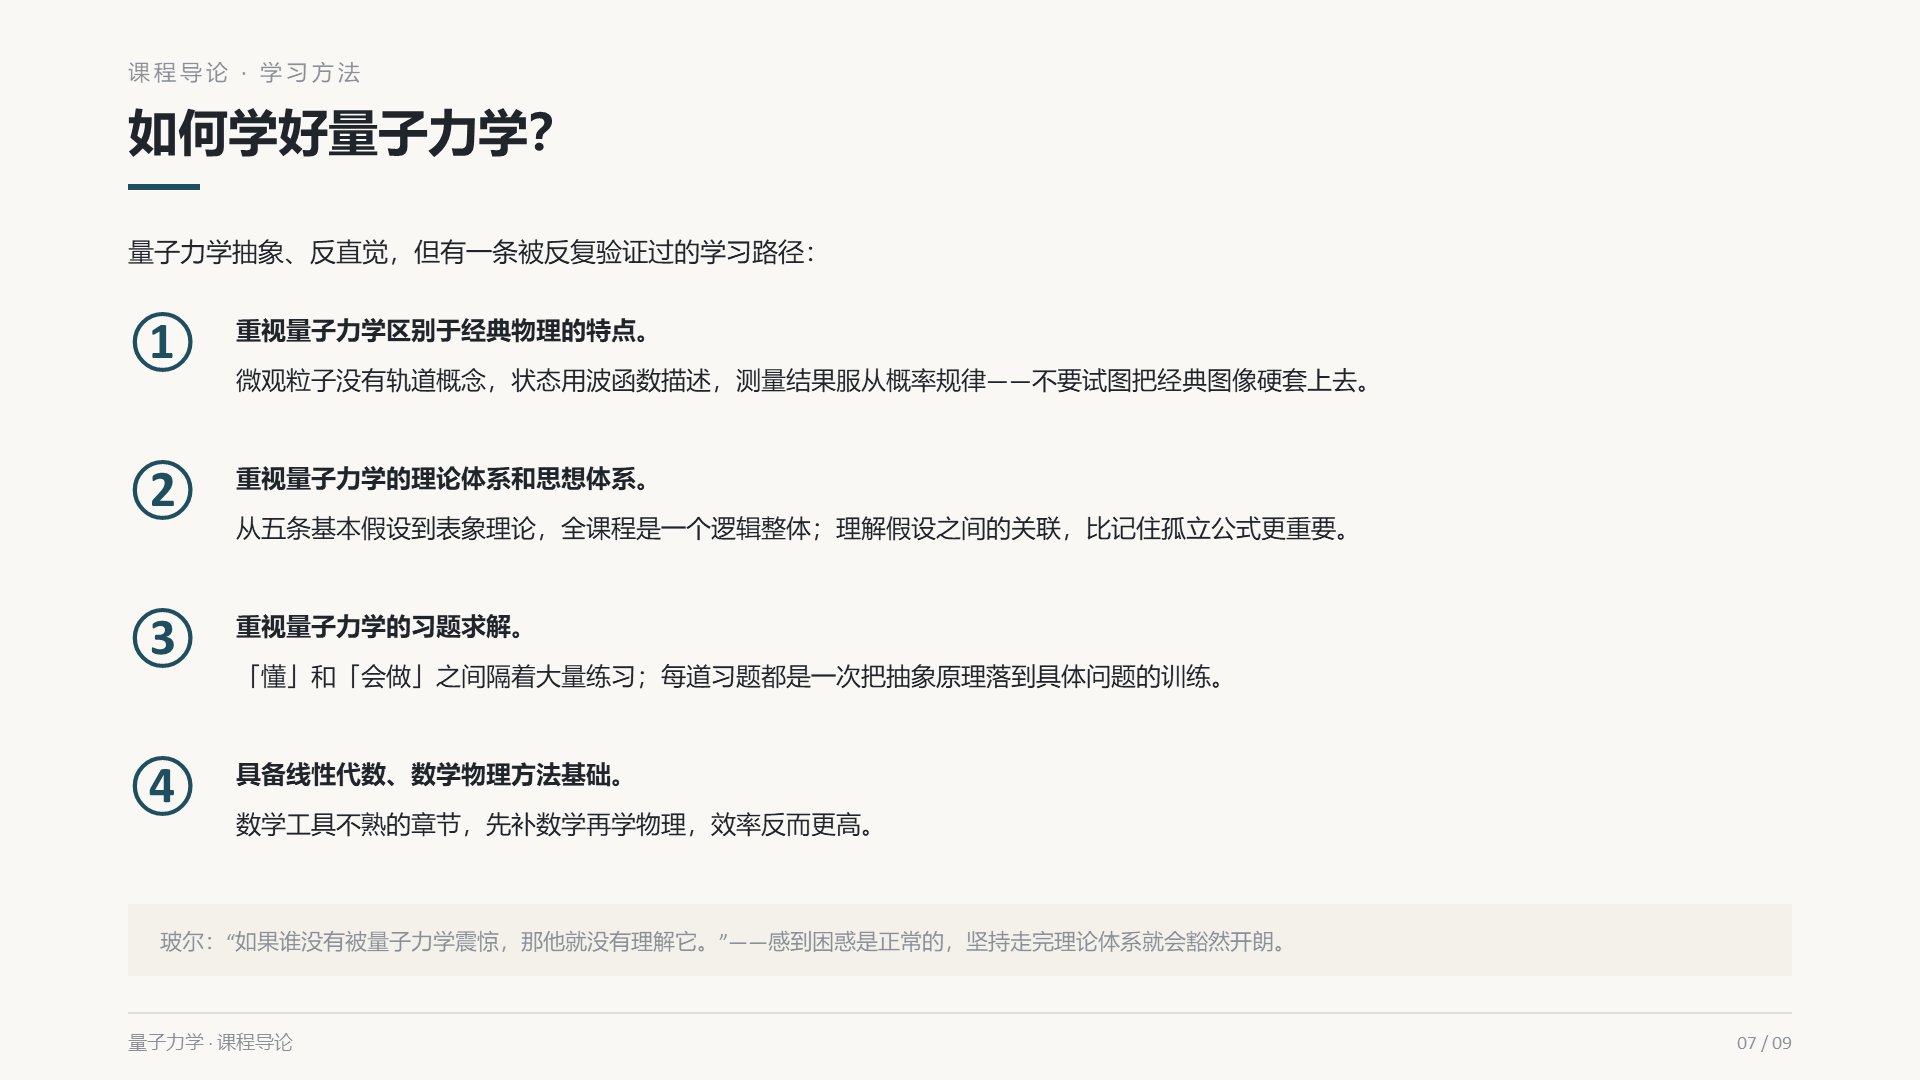 课程导论 · 学习方法
如何学好量子力学？
量子力学抽象、反直觉，但有一条被反复验证过的学习路径：
①
重视量子力学区别于经典物理的特点。
微观粒子没有轨道概念，状态用波函数描述，测量结果服从概率规律——不要试图把经典图像硬套上去。
②
重视量子力学的理论体系和思想体系。
从五条基本假设到表象理论，全课程是一个逻辑整体；理解假设之间的关联，比记住孤立公式更重要。
③
重视量子力学的习题求解。
「懂」和「会做」之间隔着大量练习；每道习题都是一次把抽象原理落到具体问题的训练。
④
具备线性代数、数学物理方法基础。
数学工具不熟的章节，先补数学再学物理，效率反而更高。
玻尔：“如果谁没有被量子力学震惊，那他就没有理解它。”——感到困惑是正常的，坚持走完理论体系就会豁然开朗。
量子力学 · 课程导论
07 / 09